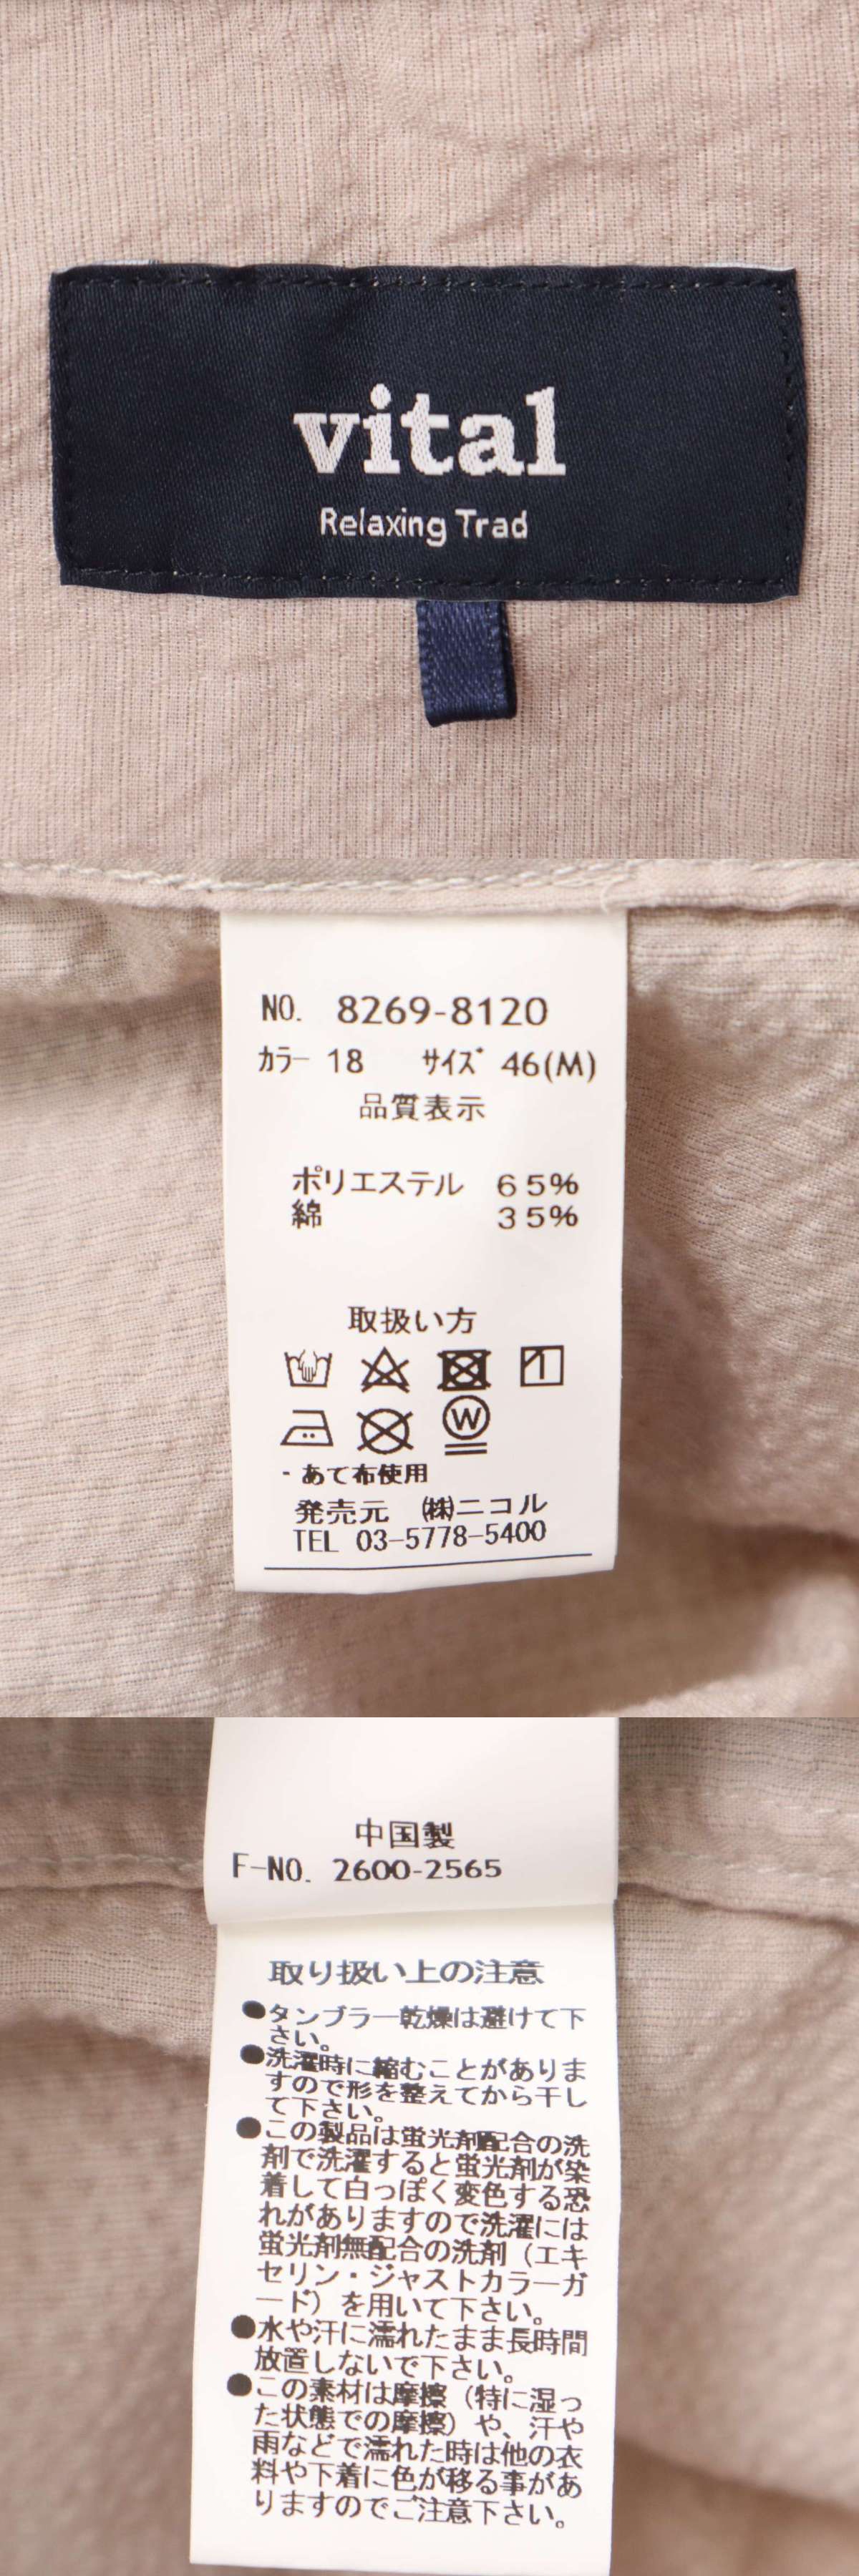 vital
Relaxing Trad
NO. 8269-8120
カラー 18 サイズ 46(M)
品質表示
ポリエステル 65%
綿 35%
取扱い方
W
・あて布使用
発売元 ㈱ニコル
TEL 03-5778-5400
中国製
F-NO. 2600-2565
取り扱い上の注意
●タンブラー乾燥は避けて下
さい。
●洗濯時に縮むことがありま
すので形を整えてから干し
て下さい。
●この製品は蛍光剤配合の洗
剤で洗濯すると蛍光剤が染
着して白っぽく変色する恐
れがありますので洗濯には
蛍光剤無配合の洗剤（エキ
セリン・ジャストカラーガ
ード）を用いて下さい。
●水や汗に濡れたまま長時間
放置しないで下さい。
●この素材は摩擦（特に湿っ
た状態での摩擦）や、汗や
雨などで濡れた時は他の衣
料や下着に色が移る事があ
りますのでご注意下さい。